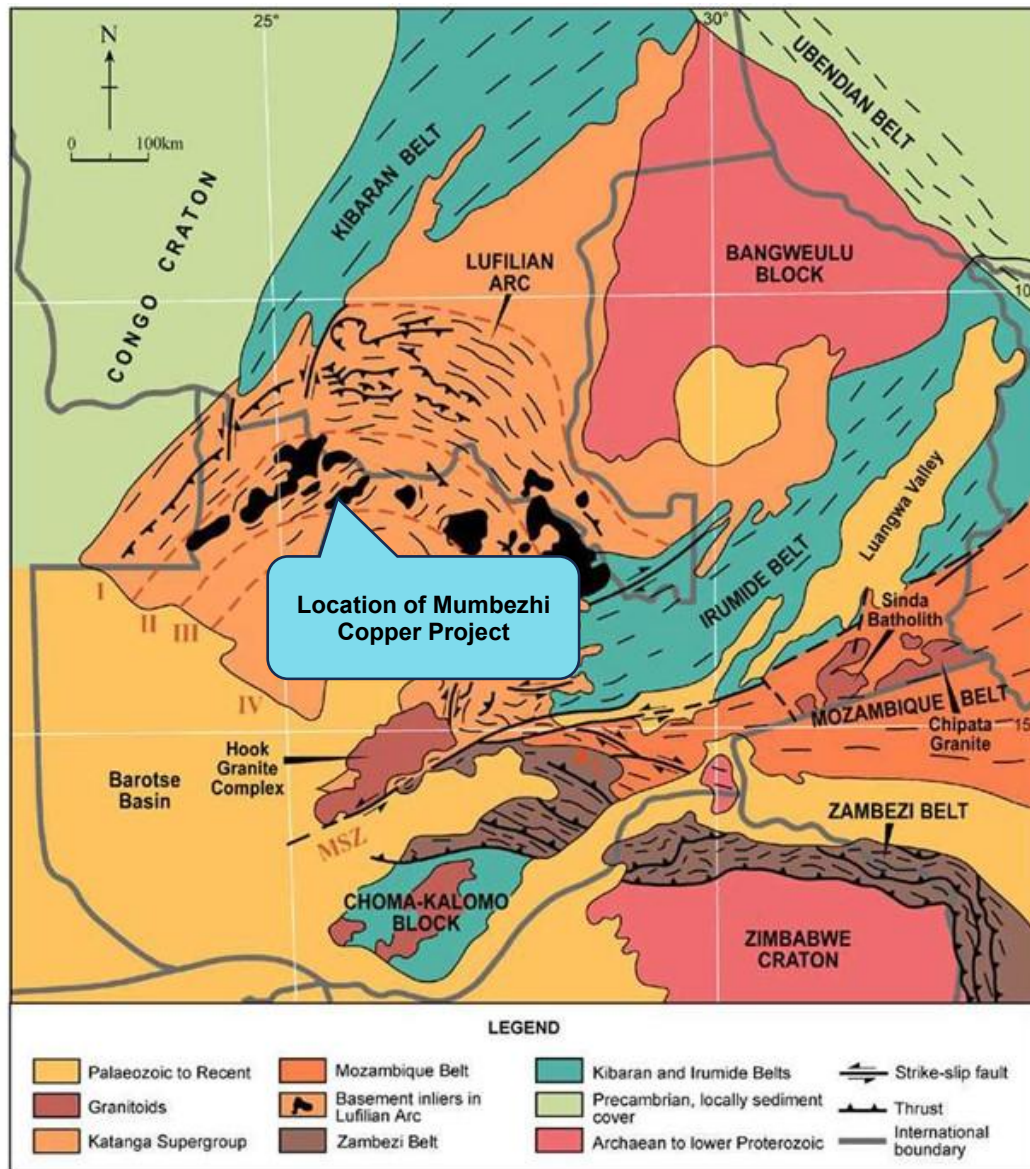 25°
30°
N
0 100km
UBENDIAN BELT
KIBARAN BELT
CONGO CRATON
LUFILIAN
ARC
BANGWEULU
BLOCK
10
Luangwa Valley
Location of Mumbezhi
Copper Project
I
II
III
IV
IRUMIDE BELT
Sinda
Batholith
MOZAMBIQUE BELT
Chipata
Granite
15
Hook
Granite
Complex
Barotse
Basin
MSZ
ZAMBEZI BELT
CHOMA-KALOMO
BLOCK
ZIMBABWE
CRATON
LEGEND
Palaeozoic to Recent
Granitoids
Katanga Supergroup
Mozambique Belt
Basement inliers in
Lufilian Arc
Zambezi Belt
Kibaran and Irumide Belts
Precambrian, locally sediment
cover
Archaean to lower Proterozoic
Strike-slip fault
Thrust
International
boundary